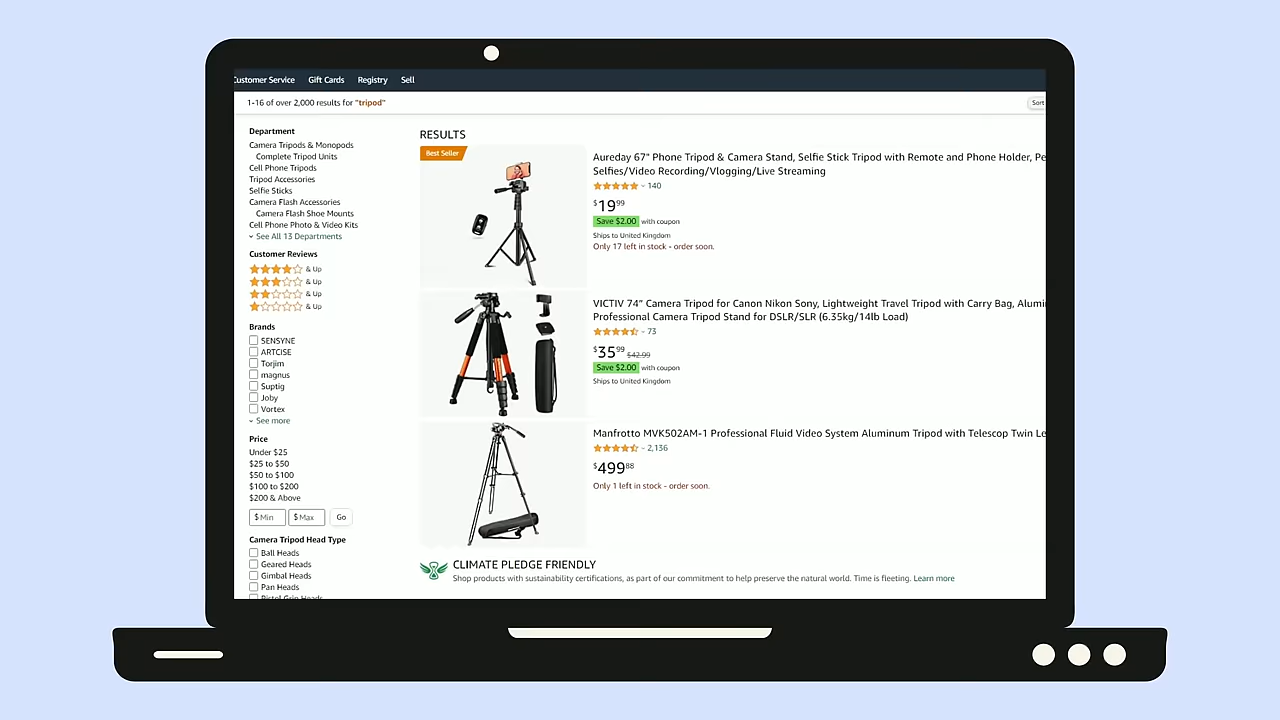 Customer Service Gift Cards Registry Sell
1-16 of over 2,000 results for "tripod"
Sort
Department
Camera Tripods & Monopods
Complete Tripod Units
Cell Phone Tripods
Tripod Accessories
Selfie Sticks
Camera Flash Accessories
Camera Flash Shoe Mounts
Cell Phone Photo & Video Kits
See All 13 Departments
Customer Reviews
& Up
& Up
& Up
& Up
Brands
SENSYNE
ARTCISE
Torjim
magnus
Suptig
Joby
Vortex
See more
Price
Under $25
$25 to $50
$50 to $100
$100 to $200
$200 & Above
$ Min $ Max Go
Camera Tripod Head Type
Ball Heads
Geared Heads
Gimbal Heads
Pan Heads
Pistol Grip Heads
RESULTS
Best Seller
Aureday 67" Phone Tripod & Camera Stand, Selfie Stick Tripod with Remote and Phone Holder, Pe
Selfies/Video Recording/Vlogging/Live Streaming
140
$19.99
Save $2.00 with coupon
Ships to United Kingdom
Only 17 left in stock - order soon.
VICTIV 74" Camera Tripod for Canon Nikon Sony, Lightweight Travel Tripod with Carry Bag, Alumi
Professional Camera Tripod Stand for DSLR/SLR (6.35kg/14lb Load)
73
$35.99 $42.99
Save $2.00 with coupon
Ships to United Kingdom
Manfrotto MVK502AM-1 Professional Fluid Video System Aluminum Tripod with Telescop Twin Le
2,136
$499.88
Only 1 left in stock - order soon.
CLIMATE PLEDGE FRIENDLY
Shop products with sustainability certifications, as part of our commitment to help preserve the natural world. Time is fleeting. Learn more